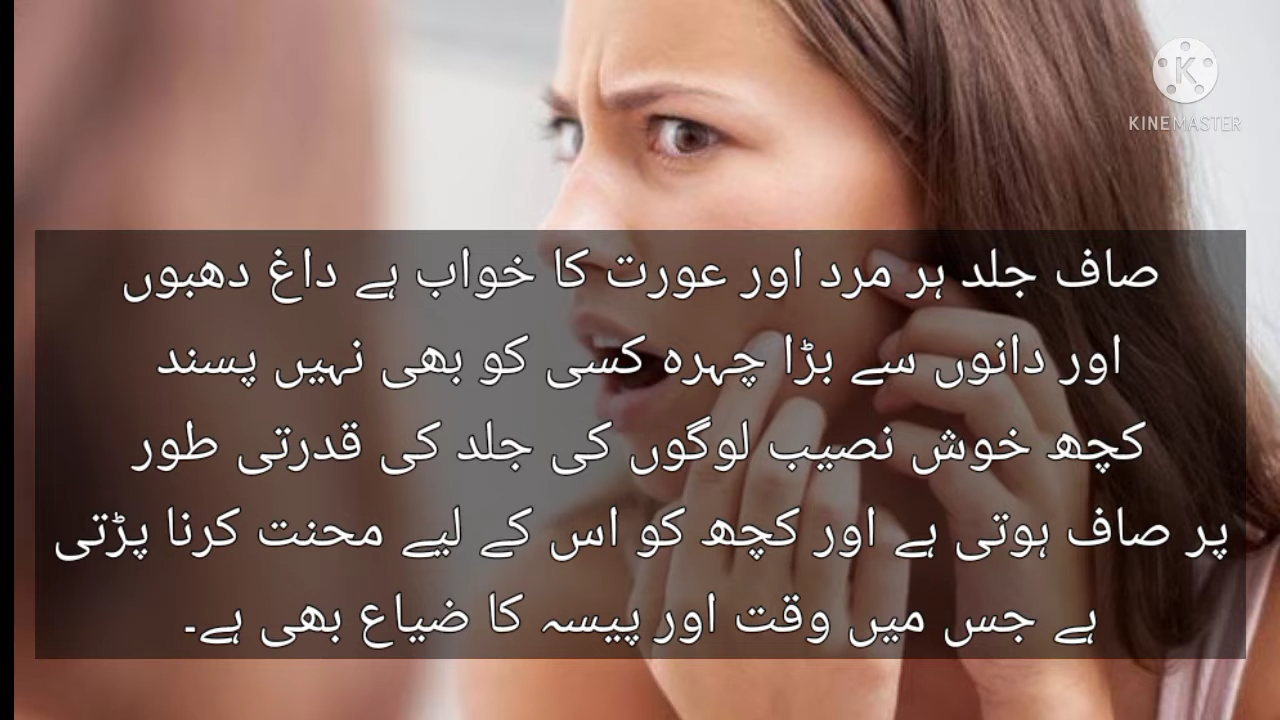 KINEMASTER
صاف جلد ہر مرد اور عورت کا خواب ہے داغ دھبوں
اور دانوں سے بڑا چہرہ کسی کو بھی نہیں پسند
کچھ خوش نصیب لوگوں کی جلد کی قدرتی طور
پر صاف ہوتی ہے اور کچھ کو اس کے لیے محنت کرنا پڑتی
ہے جس میں وقت اور پیسہ کا ضیاع بھی ہے۔